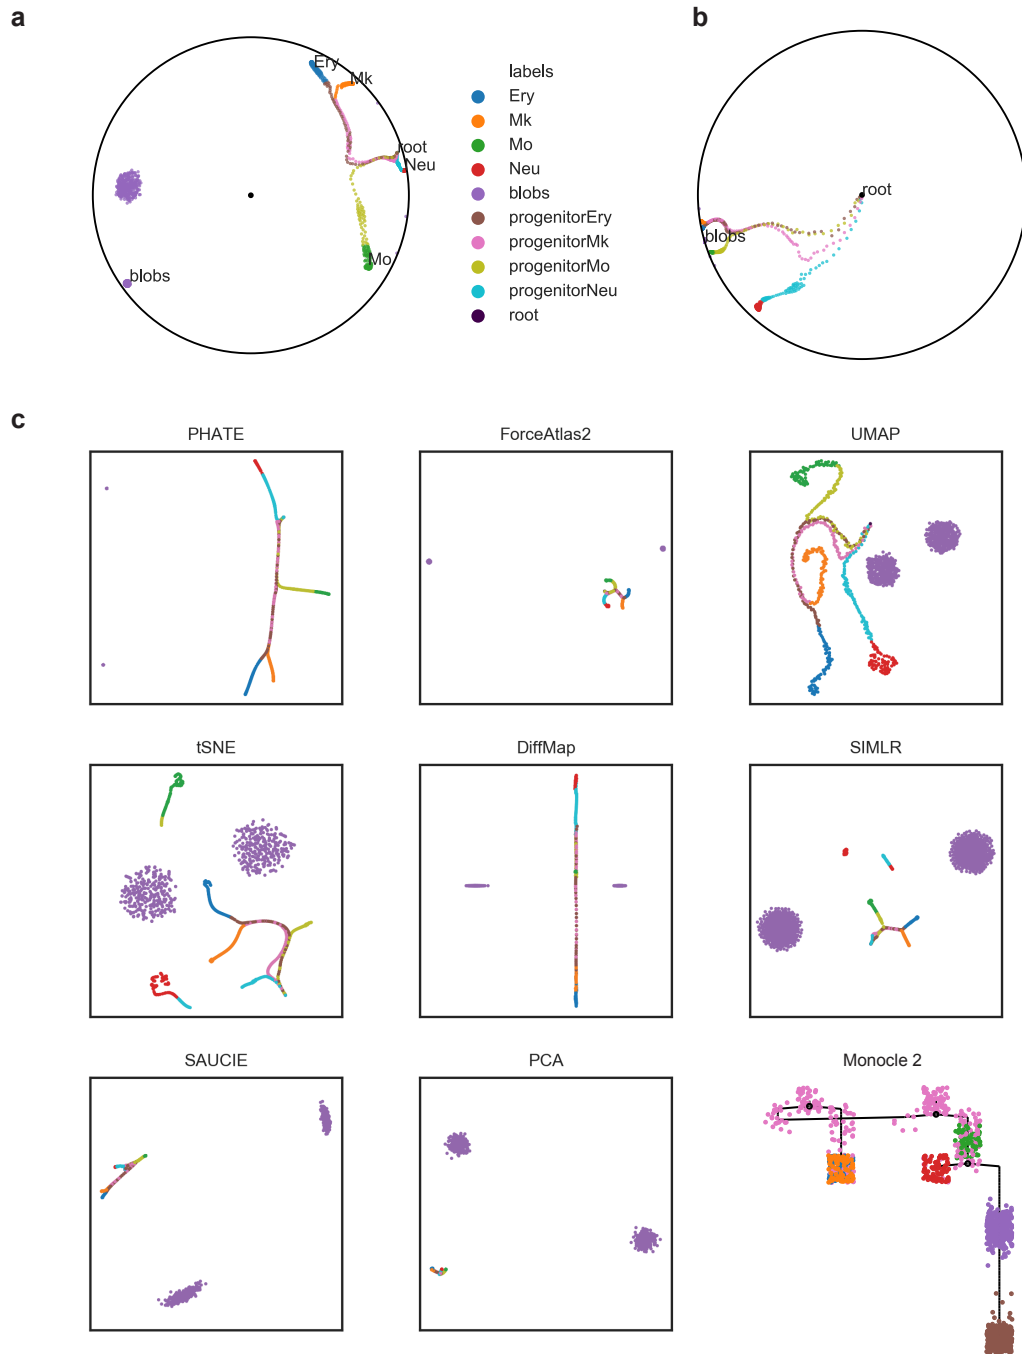 a
Ery
Mk
root
Neu
Mo
blobs
labels
Ery
Mk
Mo
Neu
blobs
progenitorEry
progenitorMk
progenitorMo
progenitorNeu
root
b
root
blobs
c
PHATE
ForceAtlas2
UMAP
tSNE
DiffMap
SIMLR
SAUCIE
PCA
Monocle 2